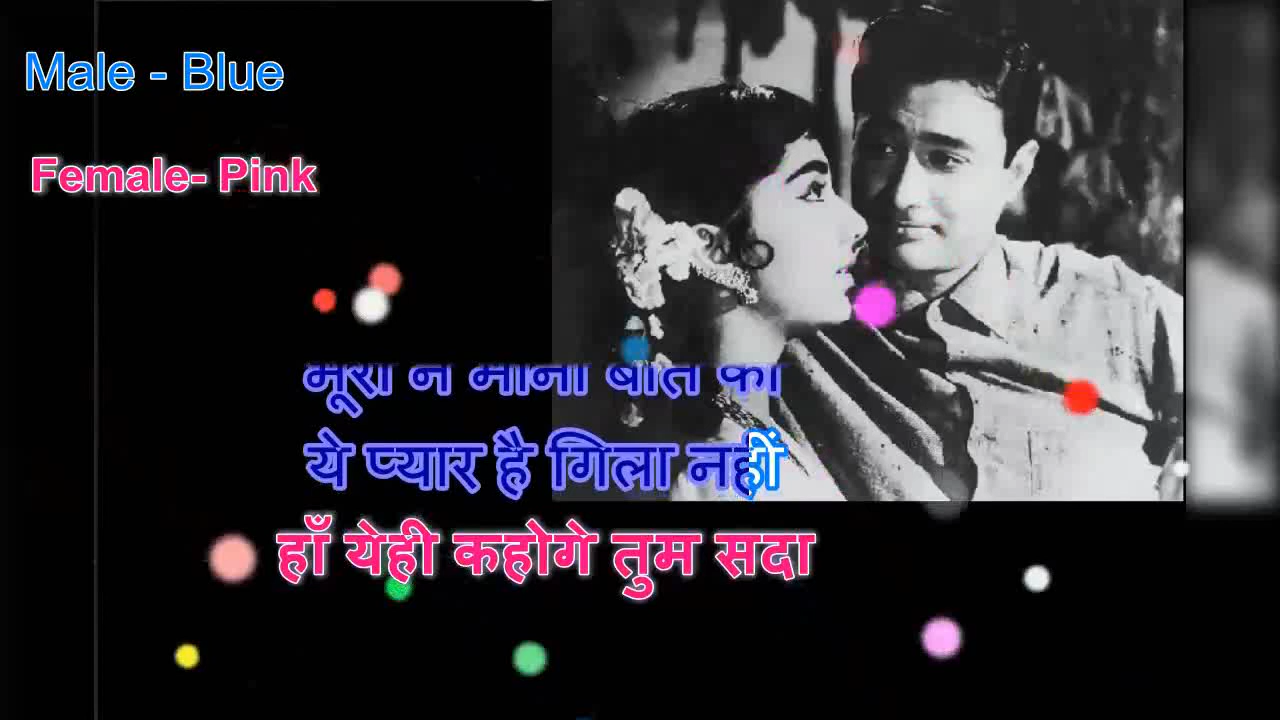 Male - Blue
Female- Pink
न बात
ये प्यार है गिला नहीं
हाँ येही कहोगे तुम सदा